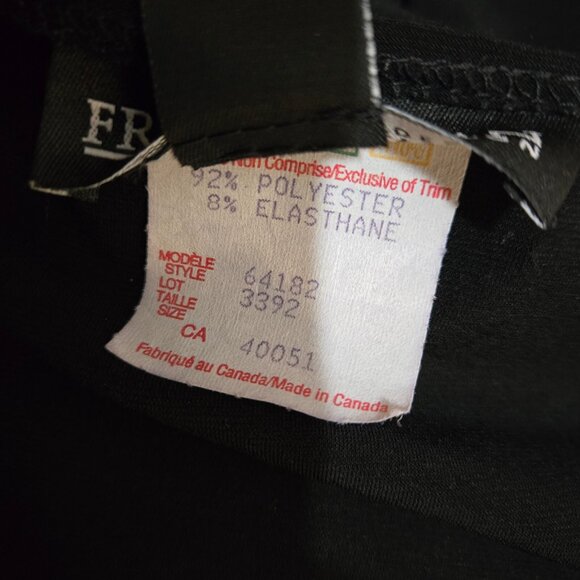 FR
Non Comprise/Exclusive of Trim
92% POLYESTER
8% ELASTHANE
MODÈLE
STYLE 64182
LOT 3392
TAILLE
SIZE
CA 40051
Fabriqué au Canada/Made in Canada